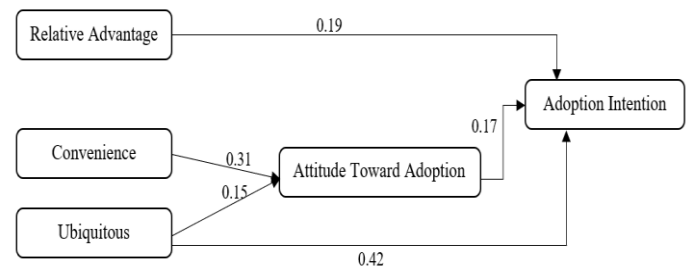 Relative Advantage
0.19
Adoption Intention
0.17
Convenience
0.31
Attitude Toward Adoption
0.15
Ubiquitous
0.42